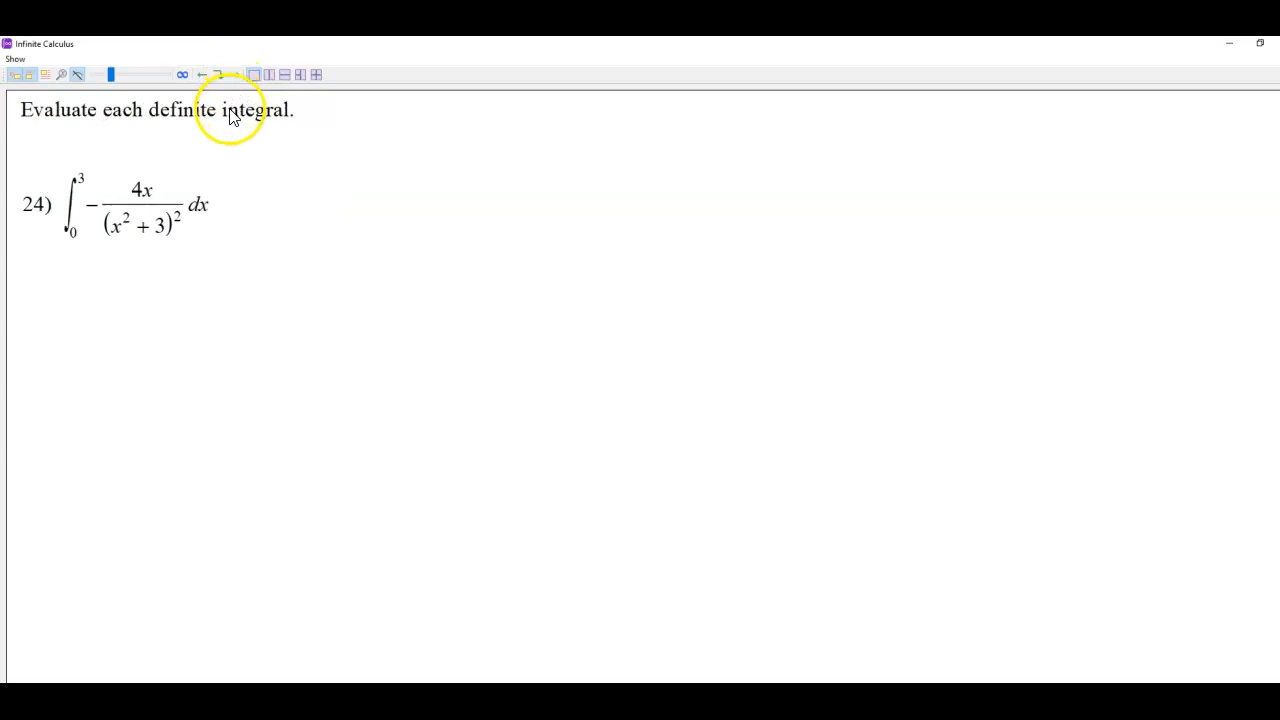 Infinite Calculus
Show
Evaluate each definite integral.
24) ∫₀³ − 4x / (x² + 3)² dx